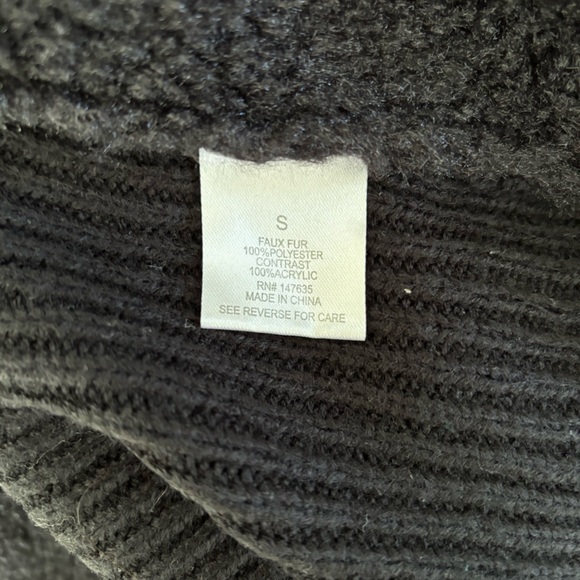 S
FAUX FUR
100%POLYESTER
CONTRAST
100%ACRYLIC
RN# 147635
MADE IN CHINA
SEE REVERSE FOR CARE